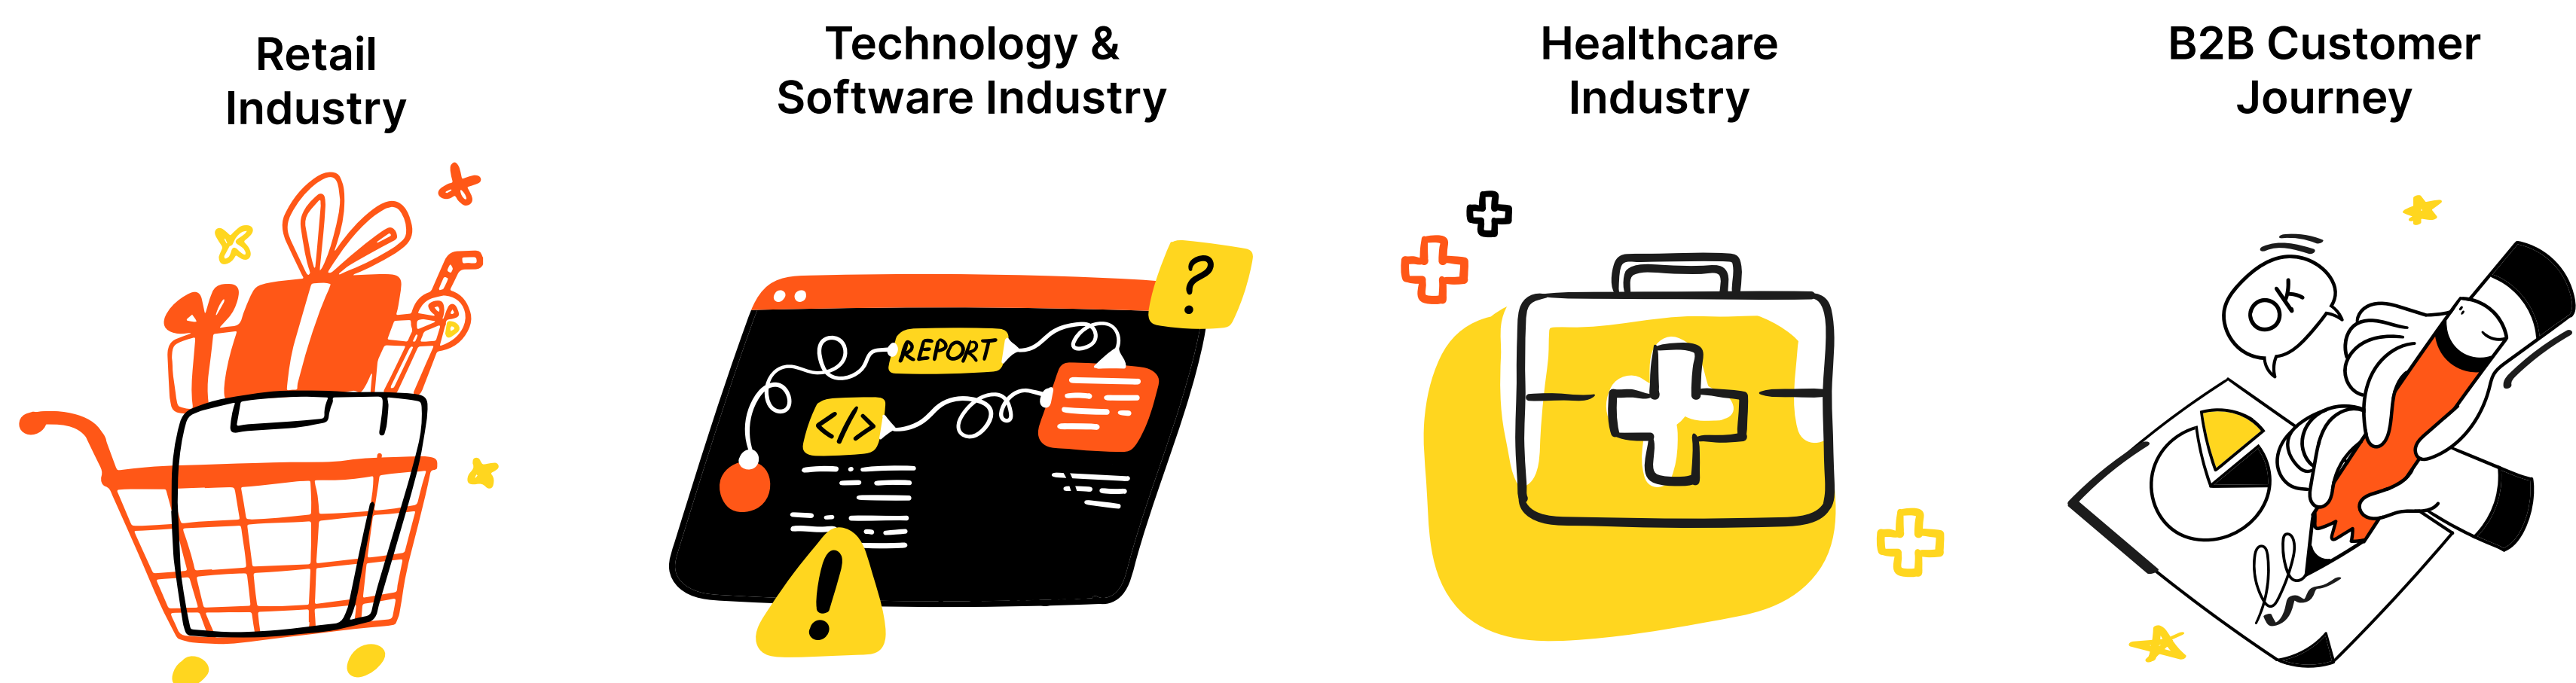 Retail
Industry
Technology &
Software Industry
Healthcare
Industry
B2B Customer
Journey
?
REPORT
</>
!
OK